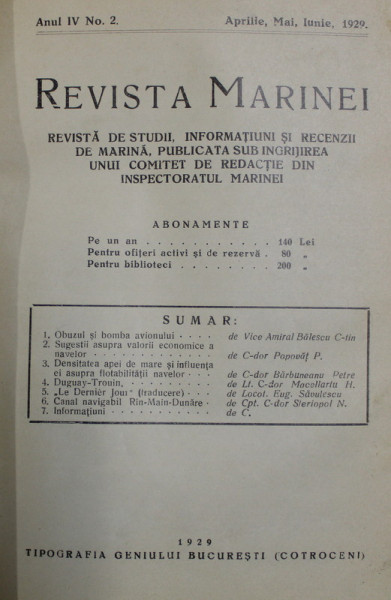 Anul IV No. 2. Aprilie, Mai, Iunie, 1929.
REVISTA MARINEI
REVISTĂ DE STUDII, INFORMAȚIUNI ȘI RECENZII
DE MARINĂ, PUBLICATA SUB INGRIJIREA
UNUI COMITET DE REDACȚIE DIN
INSPECTORATUL MARINEI
ABONAMENTE
Pe un an . . . . . . . . . . . 140 Lei
Pentru ofițeri activi și de rezervă . 80 „
Pentru biblioteci . . . . . . . . 200 „
SUMAR:
1. Obuzul și bomba avionului . . . . de Vice Amiral Bălescu C-tin
2. Sugestii asupra valorii economice a
navelor . . . . . . . . . . . . de C-dor Popneăț P.
3. Densitatea apei de mare și influența
ei asupra flotabilității navelor . . . de C-dor Bărbuneanu Petre
4. Duguay-Trouin, . . . . . . . . de Lt. C-dor Macellariu H.
5. „Le Dernièr Jour" (traducere) . . . de Locot. Eug. Săvulescu
6. Canal navigabil Rin-Main-Dunăre . de Cpt. C-dor Steriopol N.
7. Informațiuni . . . . . . . . . . de C.
1929
TIPOGRAFIA GENIULUI BUCUREȘTI (COTROCENI)